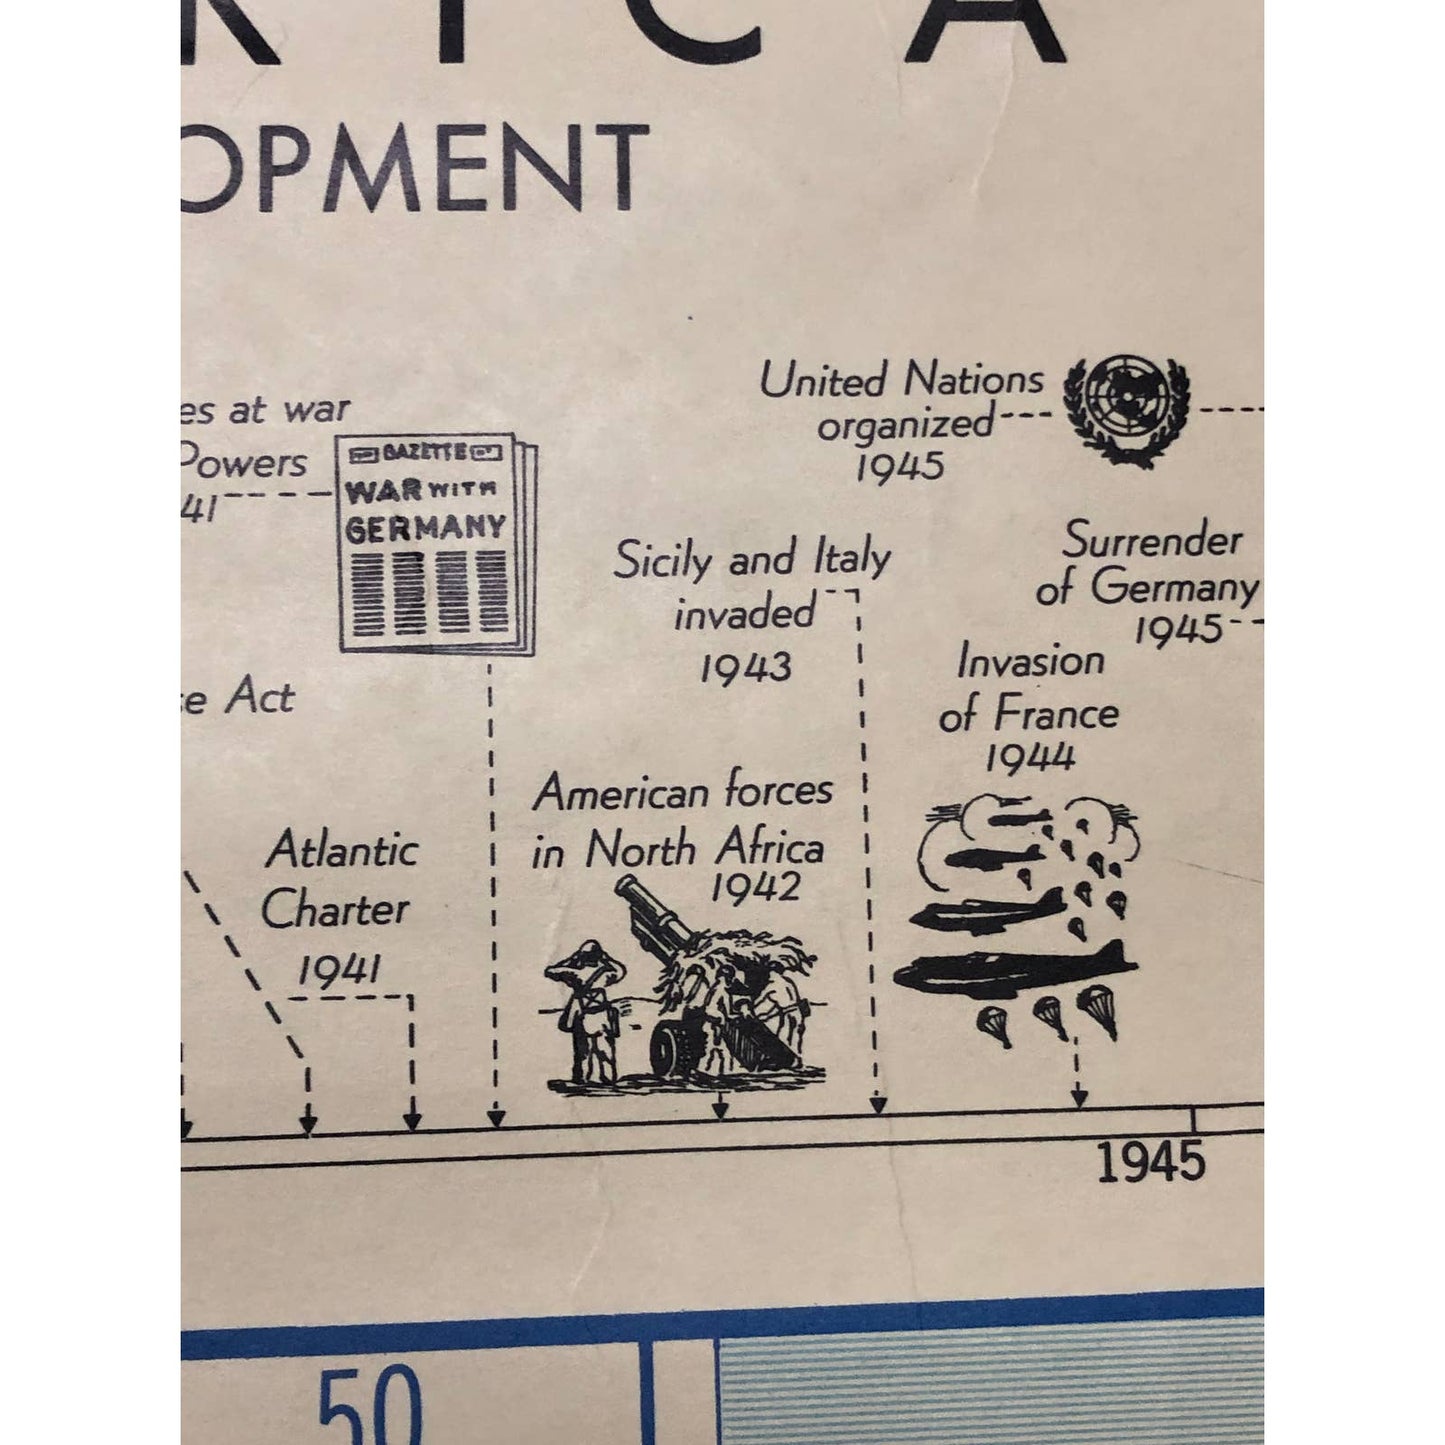 RICA
OPMENT
es at war
Powers
41
GAZETTE
WAR WITH
GERMANY
United Nations
organized
1945
Sicily and Italy
invaded
1943
Surrender
of Germany
1945
Invasion
of France
1944
se Act
American forces
in North Africa
1942
Atlantic
Charter
1941
1945
50